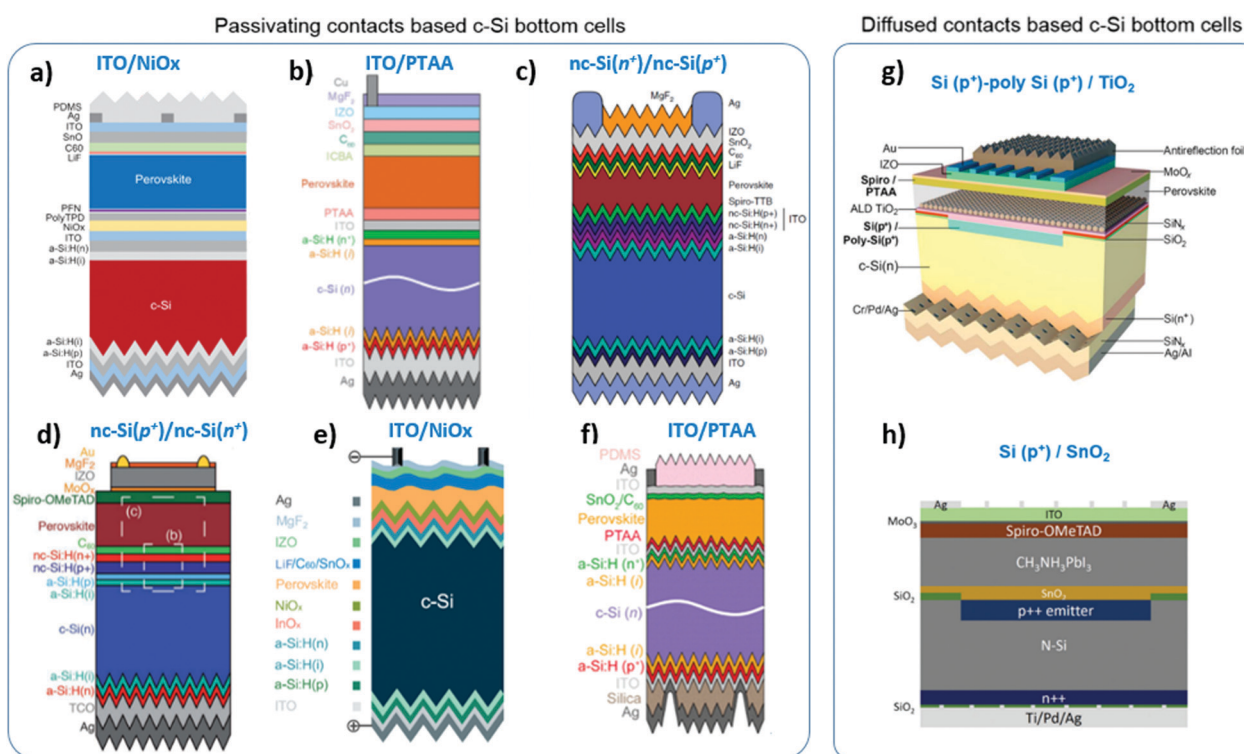 Passivating contacts based c-Si bottom cells
Diffused contacts based c-Si bottom cells
a)
ITO/NiOx
PDMS
Ag
ITO
SnO
C60
LiF
Perovskite
PFN
PolyTPD
NiOx
ITO
a-Si:H(n)
a-Si:H(i)
c-Si
a-Si:H(i)
a-Si:H(p)
ITO
Ag
b)
ITO/PTAA
Cu
MgF₂
IZO
SnO₂
C₆₀
ICBA
Perovskite
PTAA
ITO
a-Si:H (n⁺)
a-Si:H (i)
c-Si (n)
a-Si:H (i)
a-Si:H (p⁺)
ITO
Ag
c)
nc-Si(n⁺)/nc-Si(p⁺)
MgF₂
Ag
IZO
SnO₂
C₆₀
LiF
Perovskite
Spiro-TTB
nc-Si:H(p+)
nc-Si:H(n+)
ITO
a-Si:H(n)
a-Si:H(i)
c-Si
a-Si:H(i)
a-Si:H(p)
ITO
Ag
d)
nc-Si(p⁺)/nc-Si(n⁺)
Au
MgF₂
IZO
MoOₓ
Spiro-OMeTAD
(c)
Perovskite
(b)
C₆₀
nc-Si:H(n+)
nc-Si:H(p+)
a-Si:H(p)
a-Si:H(i)
c-Si(n)
a-Si:H(i)
a-Si:H(n)
TCO
Ag
e)
ITO/NiOx
Ag
MgF₂
IZO
LiF/C₆₀/SnOₓ
Perovskite
NiOₓ
InOₓ
a-Si:H(n)
a-Si:H(i)
a-Si:H(p)
ITO
c-Si
f)
ITO/PTAA
PDMS
Ag
ITO
SnO₂/C₆₀
Perovskite
PTAA
ITO
a-Si:H (n⁺)
a-Si:H (i)
c-Si (n)
a-Si:H (i)
a-Si:H (p⁺)
ITO
Silica
Ag
g)
Si (p⁺)-poly Si (p⁺) / TiO₂
Au
IZO
Spiro /
PTAA
ALD TiO₂
Si(p⁺) /
Poly-Si(p⁺)
c-Si(n)
Cr/Pd/Ag
Antireflection foil
MoOₓ
Perovskite
SiNₓ
SiO₂
Si(n⁺)
SiNₓ
Ag/Al
h)
Si (p⁺) / SnO₂
Ag
Ag
ITO
MoO₃
Spiro-OMeTAD
CH₃NH₃PbI₃
SnO₂
SiO₂
p++ emitter
N-Si
n++
SiO₂
Ti/Pd/Ag